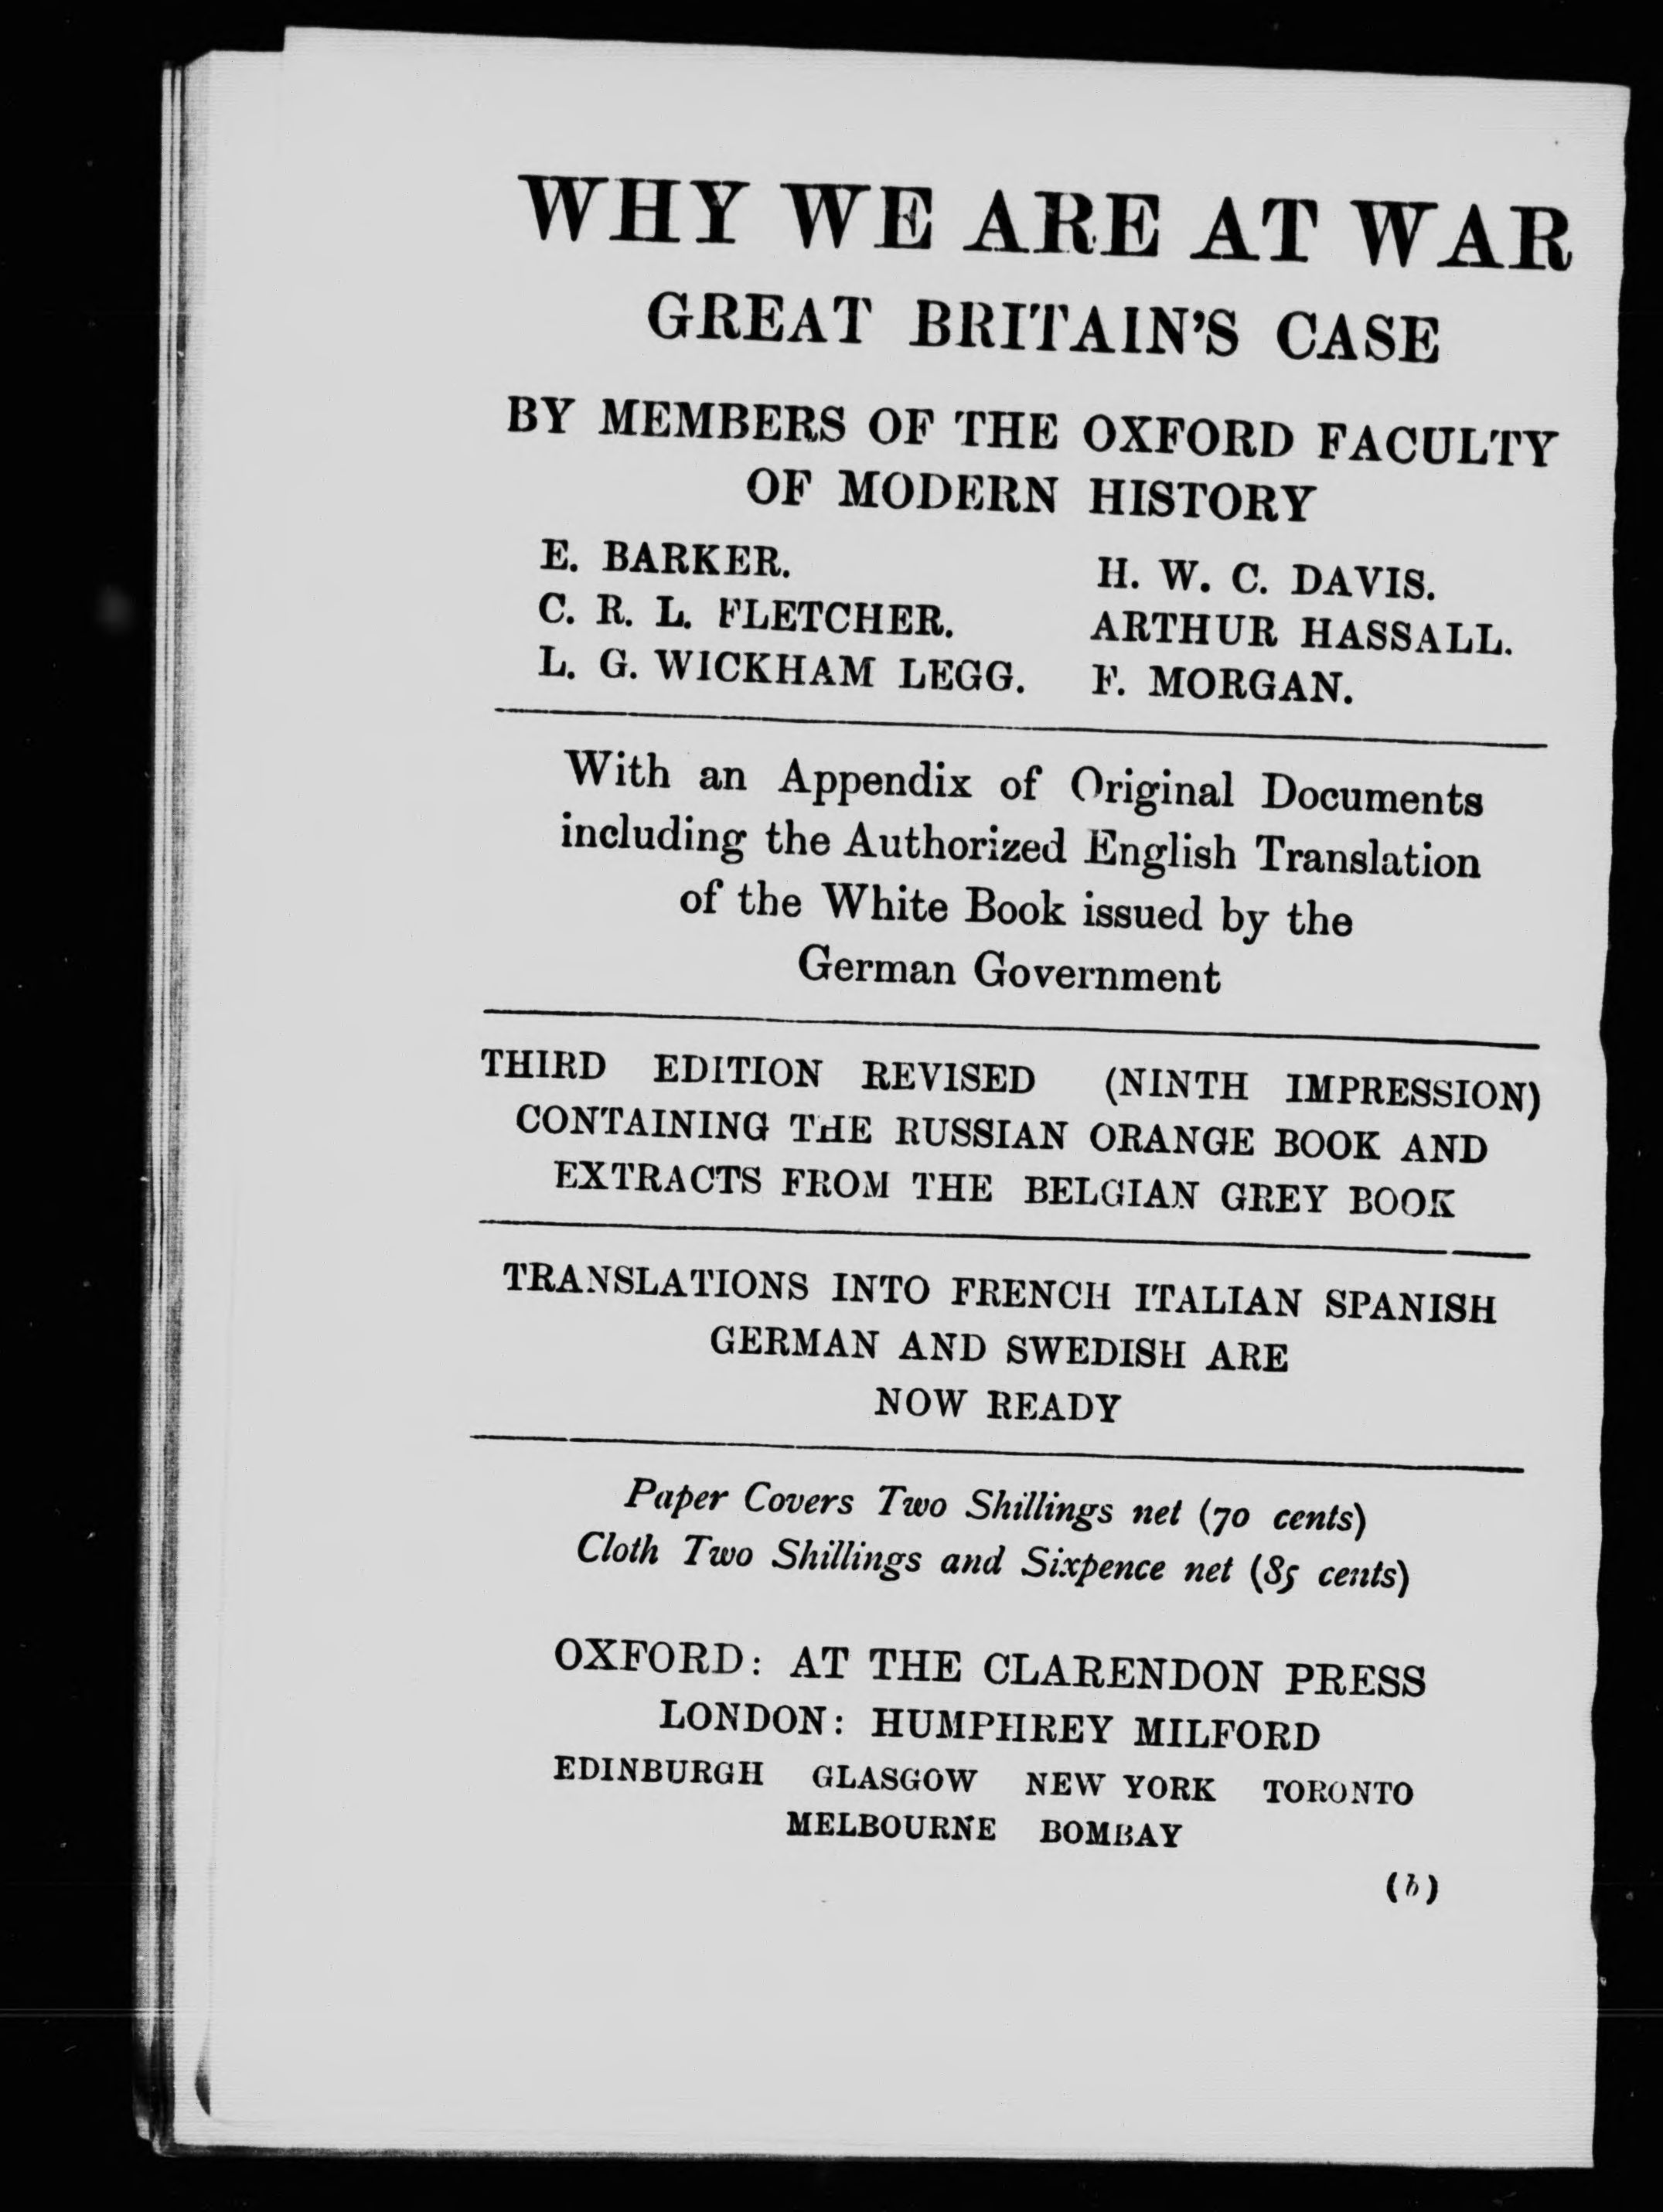 WHY WE ARE AT WAR
GREAT BRITAIN'S CASE
BY MEMBERS OF THE OXFORD FACULTY
OF MODERN HISTORY
E. BARKER. H. W. C. DAVIS.
C. R. L. FLETCHER. ARTHUR HASSALL.
L. G. WICKHAM LEGG. F. MORGAN.
With an Appendix of Original Documents
including the Authorized English Translation
of the White Book issued by the
German Government
THIRD EDITION REVISED (NINTH IMPRESSION)
CONTAINING THE RUSSIAN ORANGE BOOK AND
EXTRACTS FROM THE BELGIAN GREY BOOK
TRANSLATIONS INTO FRENCH ITALIAN SPANISH
GERMAN AND SWEDISH ARE
NOW READY
Paper Covers Two Shillings net (70 cents)
Cloth Two Shillings and Sixpence net (85 cents)
OXFORD: AT THE CLARENDON PRESS
LONDON: HUMPHREY MILFORD
EDINBURGH GLASGOW NEW YORK TORONTO
MELBOURNE BOMBAY
(b)